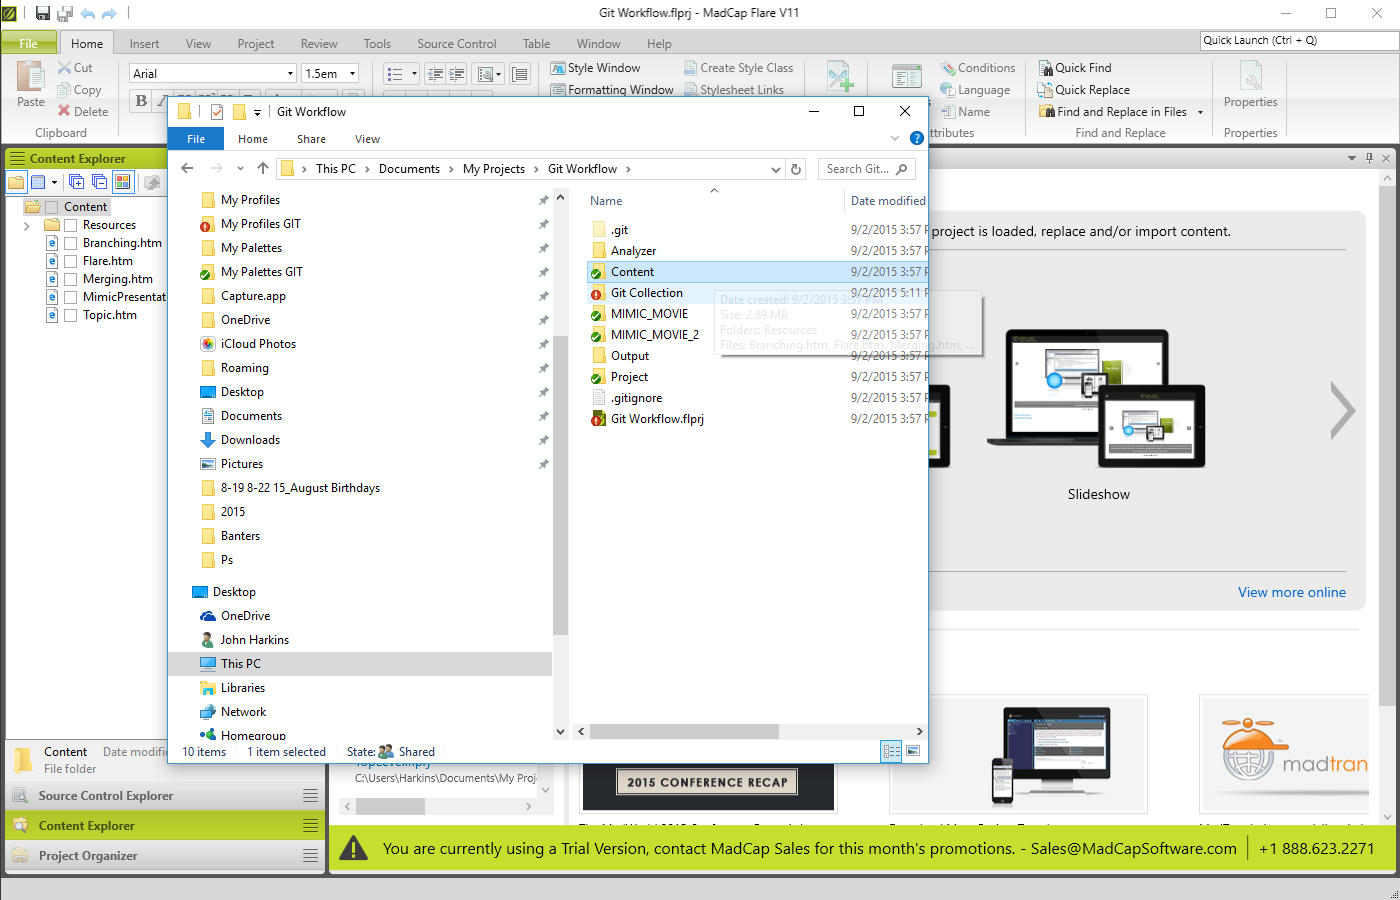 Git Workflow.flprj - MadCap Flare V11
File
Home
Insert
View
Project
Review
Tools
Source Control
Table
Window
Help
Quick Launch (Ctrl + Q)
Paste
Cut
Copy
Delete
Clipboard
Arial
1.5em
B
Style Window
Formatting Window
Create Style Class
Stylesheet Links
Conditions
Language
Name
Quick Find
Quick Replace
Find and Replace in Files
Find and Replace
Properties
Properties
Content Explorer
Content
Resources
Branching.htm
Flare.htm
Merging.htm
MimicPresentat
Topic.htm
Git Workflow
File
Home
Share
View
This PC
Documents
My Projects
Git Workflow
Search Git...
My Profiles
My Profiles GIT
My Palettes
My Palettes GIT
Capture.app
OneDrive
iCloud Photos
Roaming
Desktop
Documents
Downloads
Pictures
8-19 8-22 15_August Birthdays
2015
Banters
Ps
Desktop
OneDrive
John Harkins
This PC
Libraries
Network
Homegroup
Name
Date modified
.git 9/2/2015 3:57 P
Analyzer 9/2/2015 3:57 P
Content 9/2/2015 3:57 P
Git Collection 9/2/2015 5:11 P
MIMIC_MOVIE 9/2/2015 3:57 P
MIMIC_MOVIE_2 9/2/2015 3:57 P
Output 9/2/2015 3:57 P
Project 9/2/2015 3:57 P
.gitignore 9/2/2015 3:57 P
Git Workflow.flprj 9/2/2015 3:57 P
Date created: 9/2/2015 3:57 PM
Size: 2.89 MB
Folders: Resources
Files: Branching.htm, Flare.htm, Merging.htm, ...
10 items
1 item selected
State:
Shared
project is loaded, replace and/or import content.
Slideshow
View more online
Content
Date modifi
File folder
Source Control Explorer
Content Explorer
Project Organizer
C:\Users\Harkins\Documents\My Proj
2015 CONFERENCE RECAP
madtran
You are currently using a Trial Version, contact MadCap Sales for this month's promotions. - Sales@MadCapSoftware.com
+1 888.623.2271